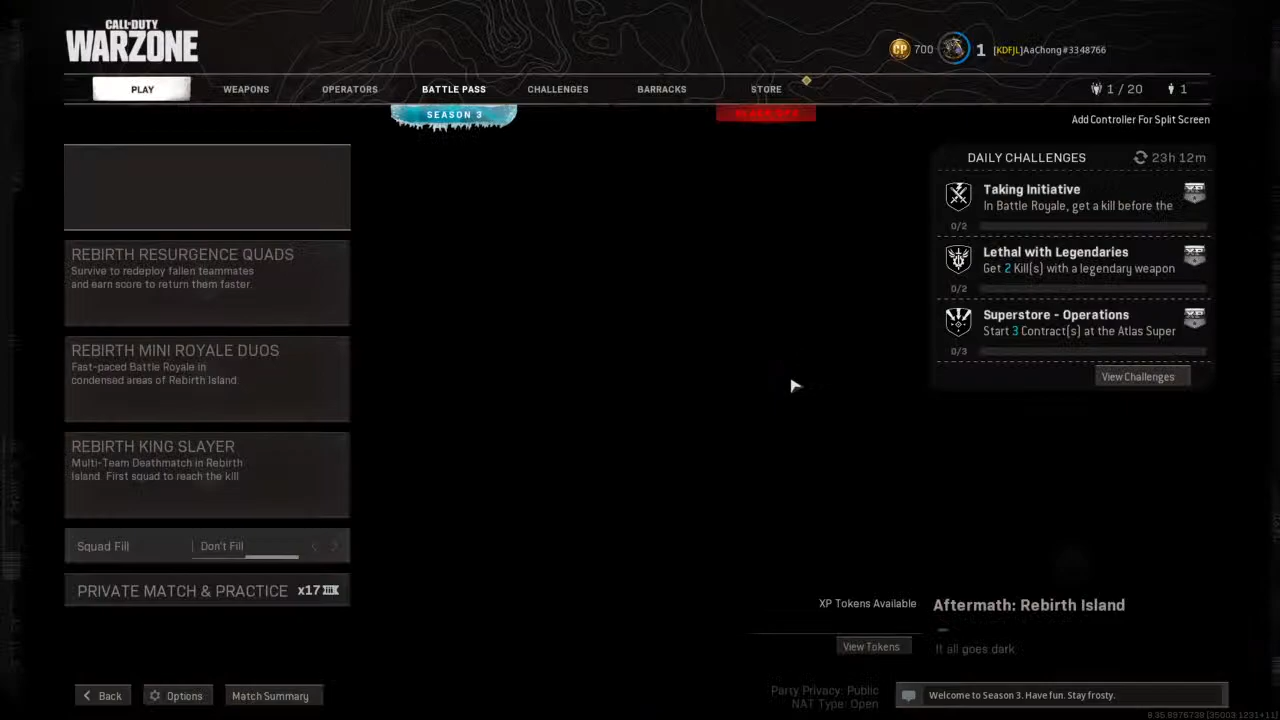 CALL OF DUTY
WARZONE
CP 700 1 [KDFJL]AaChong#3348766
PLAY WEAPONS OPERATORS BATTLE PASS CHALLENGES BARRACKS STORE 1 / 20 1
SEASON 3
Add Controller For Split Screen
DAILY CHALLENGES 23h 12m
Taking Initiative XP
In Battle Royale, get a kill before the
0/2
REBIRTH RESURGENCE QUADS
Survive to redeploy fallen teammates
and earn score to return them faster.
Lethal with Legendaries XP
Get 2 Kill(s) with a legendary weapon
0/2
Superstore - Operations XP
Start 3 Contract(s) at the Atlas Super
0/3
REBIRTH MINI ROYALE DUOS
Fast-paced Battle Royale in
condensed areas of Rebirth Island.
View Challenges
REBIRTH KING SLAYER
Multi-Team Deathmatch in Rebirth
Island. First squad to reach the kill
Squad Fill Don't Fill
PRIVATE MATCH & PRACTICE x17
XP Tokens Available
Aftermath: Rebirth Island
View Tokens
It all goes dark
Back Options Match Summary
Party Privacy: Public
NAT Type: Open
Welcome to Season 3. Have fun. Stay frosty.